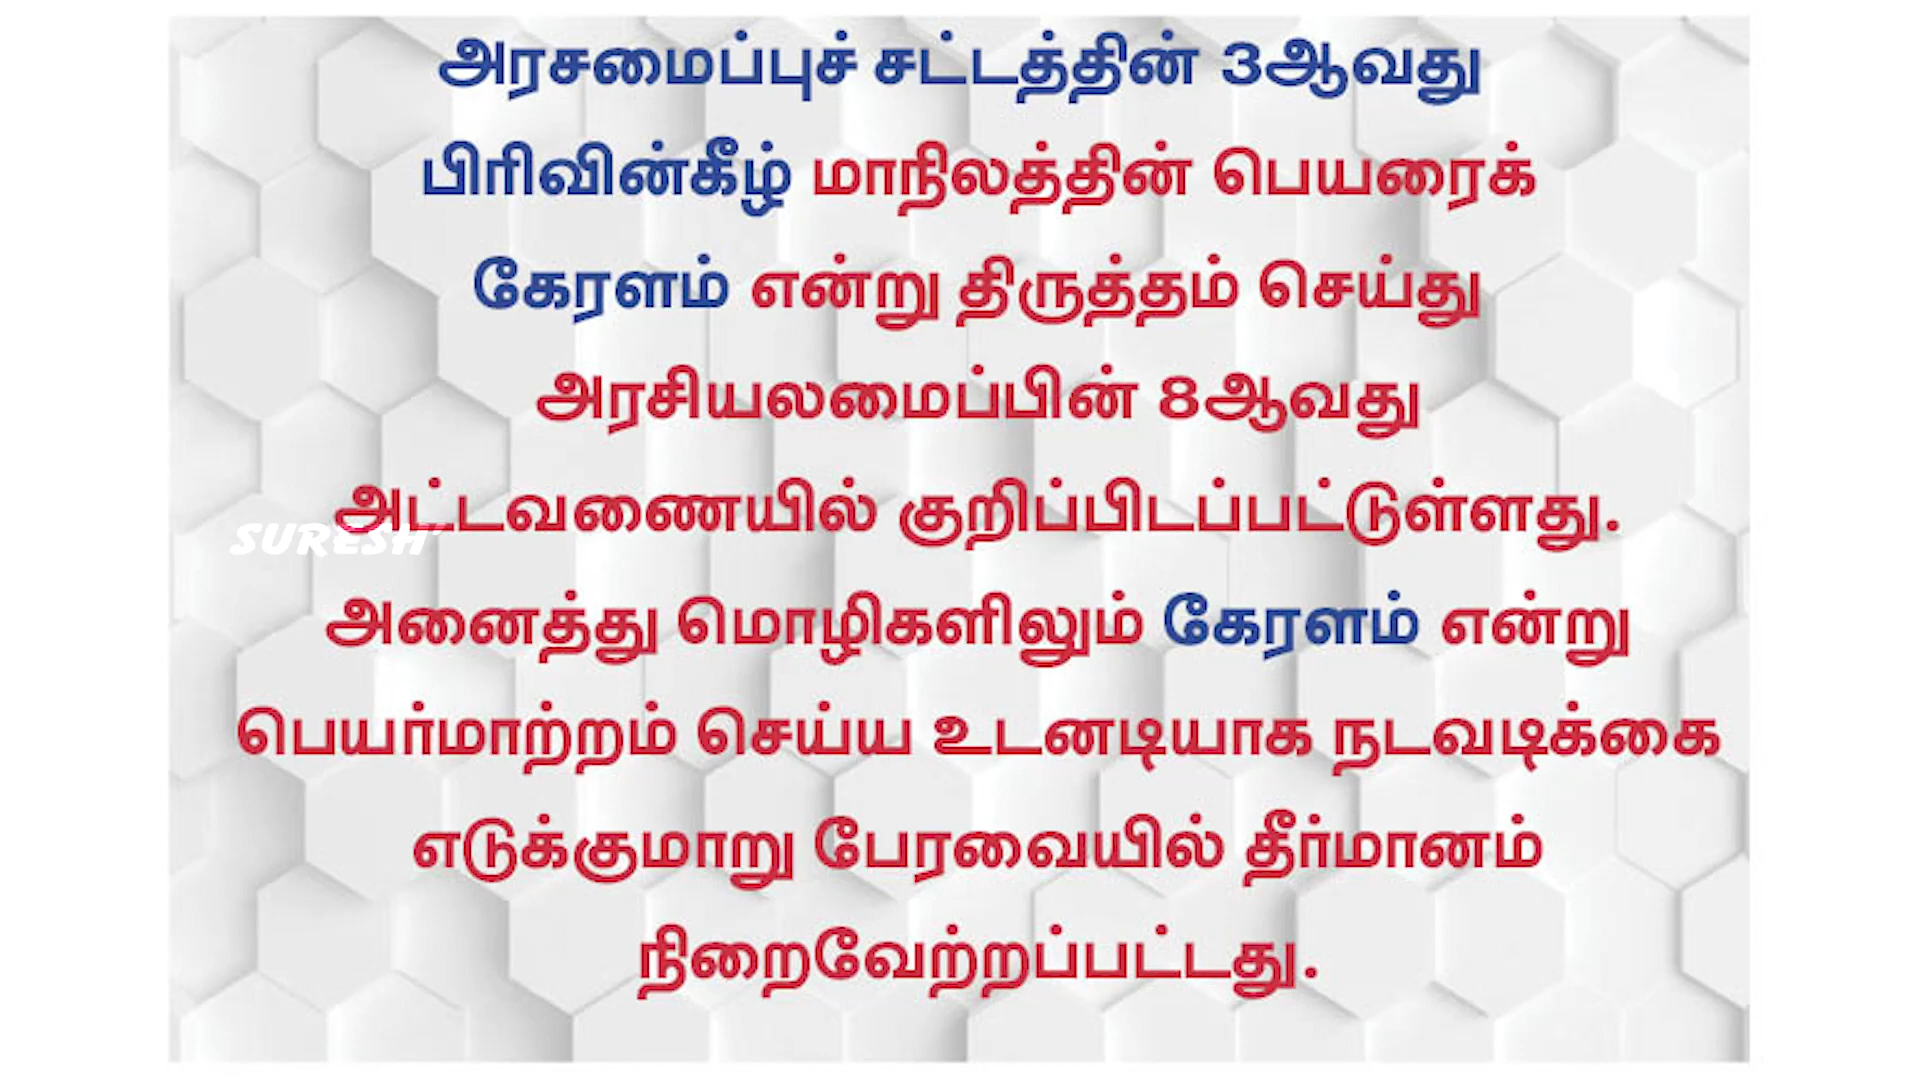 அரசமைப்புச் சட்டத்தின் 3ஆவது
பிரிவின்கீழ் மாநிலத்தின் பெயரைக்
கேரளம் என்று திருத்தம் செய்து
அரசியலமைப்பின் 8ஆவது
அட்டவணையில் குறிப்பிடப்பட்டுள்ளது.
SURESH'
அனைத்து மொழிகளிலும் கேரளம் என்று
பெயர்மாற்றம் செய்ய உடனடியாக நடவடிக்கை
எடுக்குமாறு பேரவையில் தீர்மானம்
நிறைவேற்றப்பட்டது.